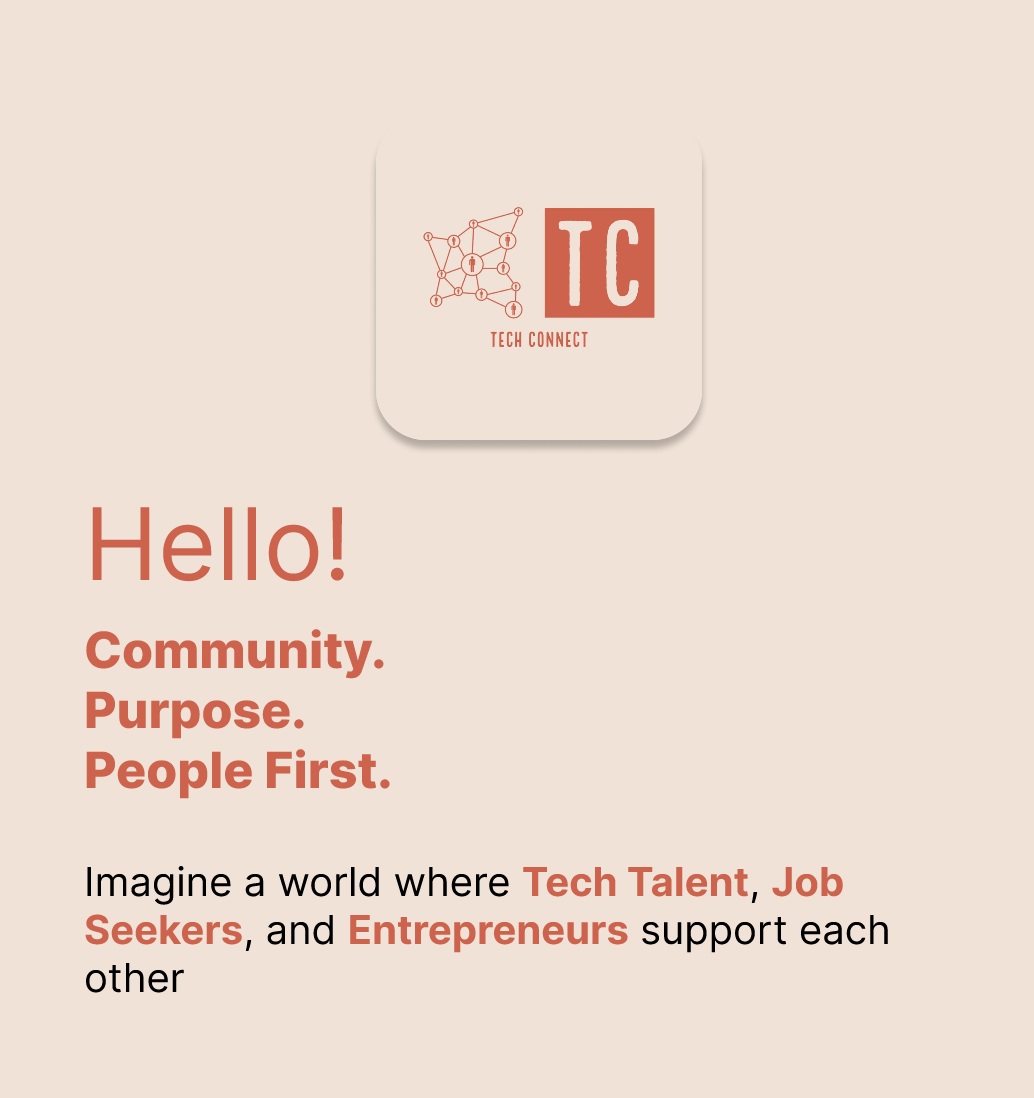 TC
TECH CONNECT
Hello!
Community.
Purpose.
People First.
Imagine a world where Tech Talent, Job
Seekers, and Entrepreneurs support each
other